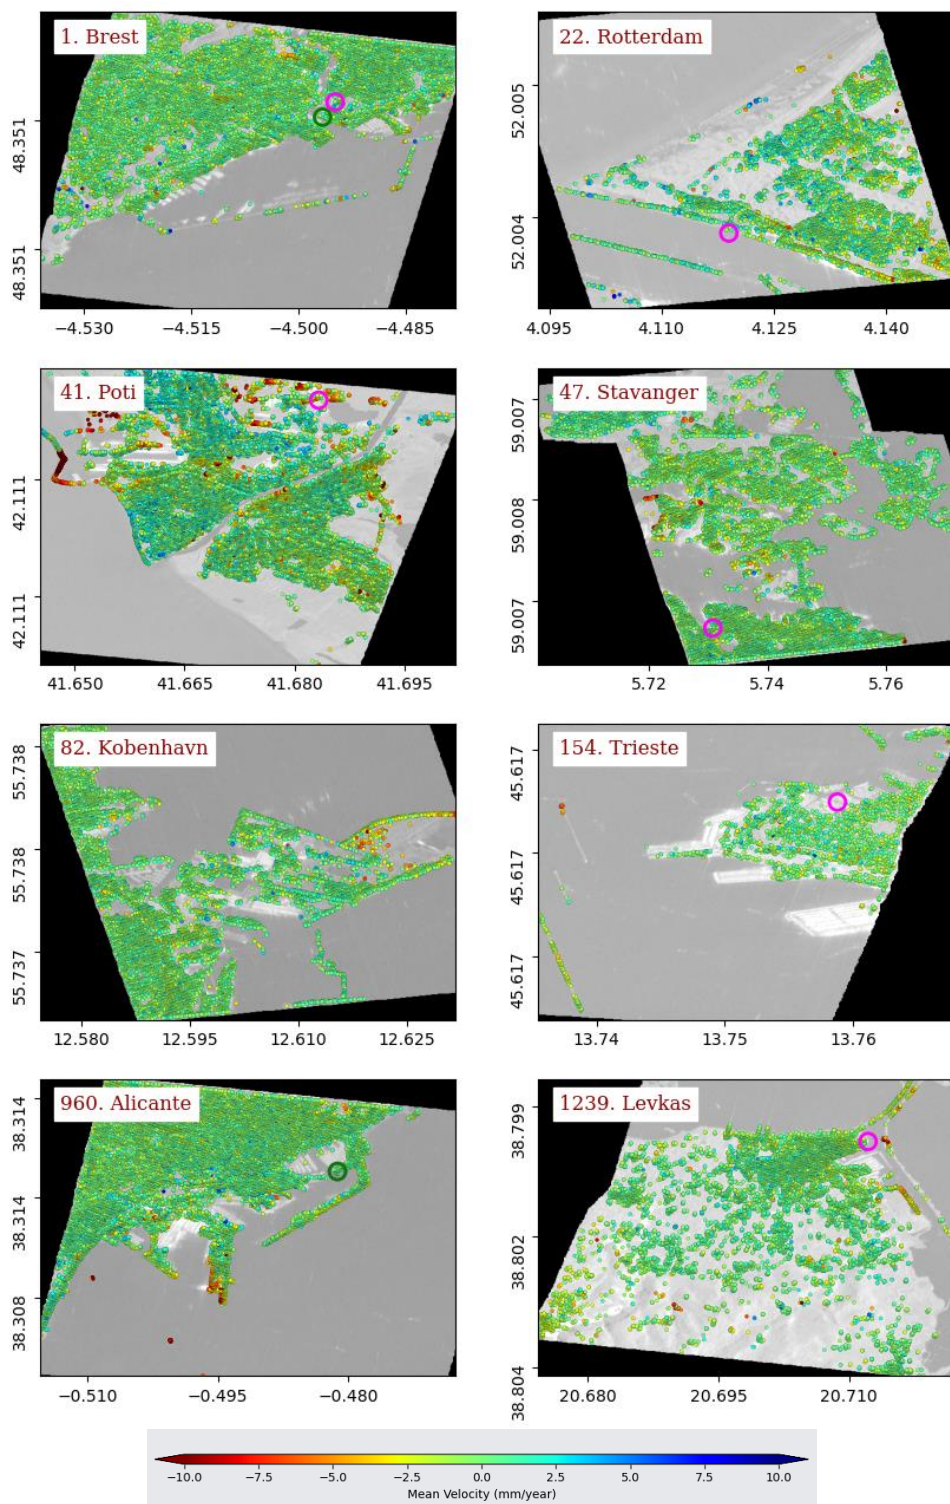 1. Brest
48.351
48.351
−4.530 −4.515 −4.500 −4.485
22. Rotterdam
52.005
52.004
4.095 4.110 4.125 4.140
41. Poti
42.111
42.111
41.650 41.665 41.680 41.695
47. Stavanger
59.007
59.008
59.007
5.72 5.74 5.76
82. Kobenhavn
55.738
55.738
55.737
12.580 12.595 12.610 12.625
154. Trieste
45.617
45.617
45.617
13.74 13.75 13.76
960. Alicante
38.314
38.314
38.308
−0.510 −0.495 −0.480
1239. Levkas
38.799
38.802
38.804
20.680 20.695 20.710
−10.0 −7.5 −5.0 −2.5 0.0 2.5 5.0 7.5 10.0
Mean Velocity (mm/year)